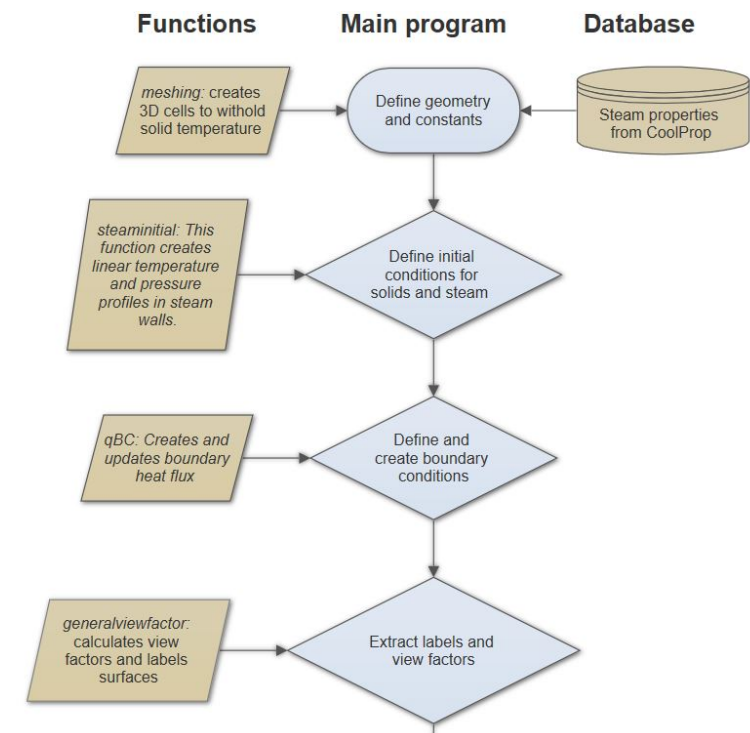 Functions Main program Database
meshing: creates
3D cells to withold
solid temperature
Define geometry
and constants
Steam properties
from CoolProp
steaminitial: This
function creates
linear temperature
and pressure
profiles in steam
walls.
Define initial
conditions for
solids and steam
qBC: Creates and
updates boundary
heat flux
Define and
create boundary
conditions
generalviewfactor:
calculates view
factors and labels
surfaces
Extract labels and
view factors